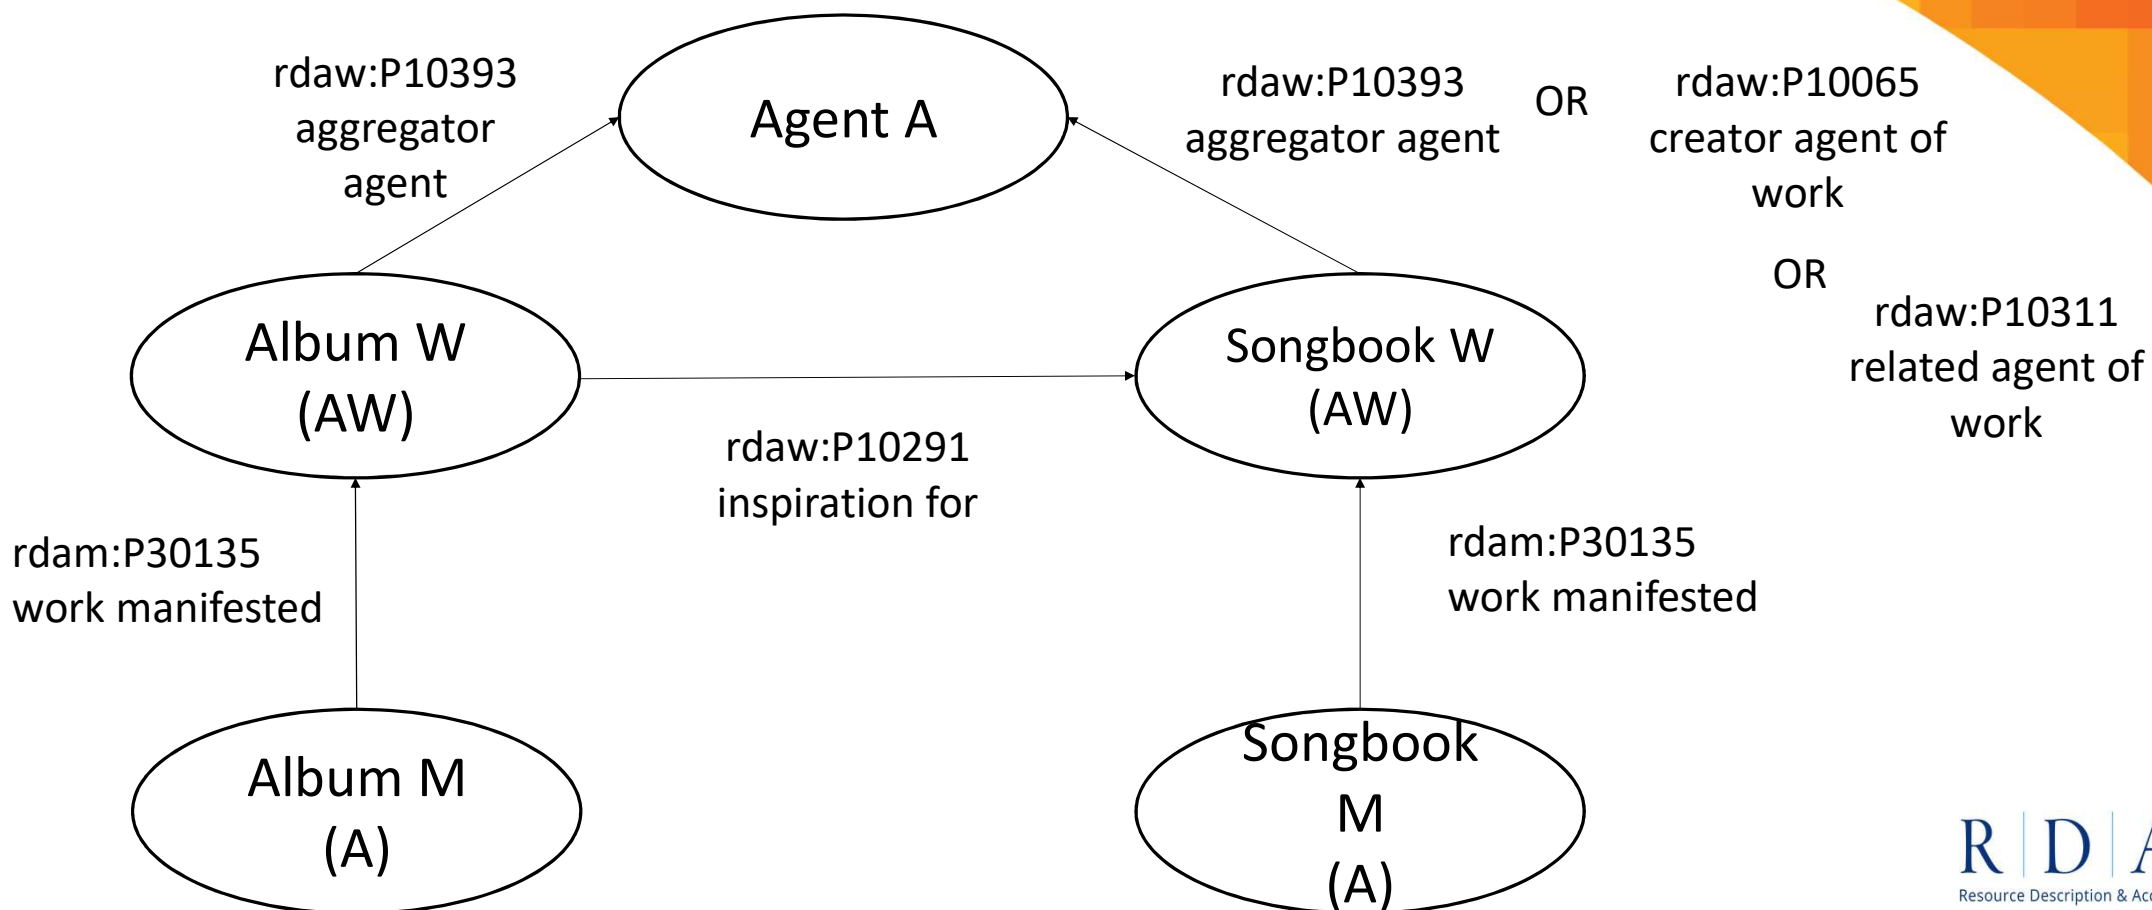 rdaw:P10393
aggregator
agent
Agent A
rdaw:P10393
aggregator agent
OR
rdaw:P10065
creator agent of
work
OR
rdaw:P10311
related agent of
work
Album W
(AW)
Songbook W
(AW)
rdaw:P10291
inspiration for
rdam:P30135
work manifested
rdam:P30135
work manifested
Album M
(A)
Songbook
M
(A)
R D A
Resource Description &